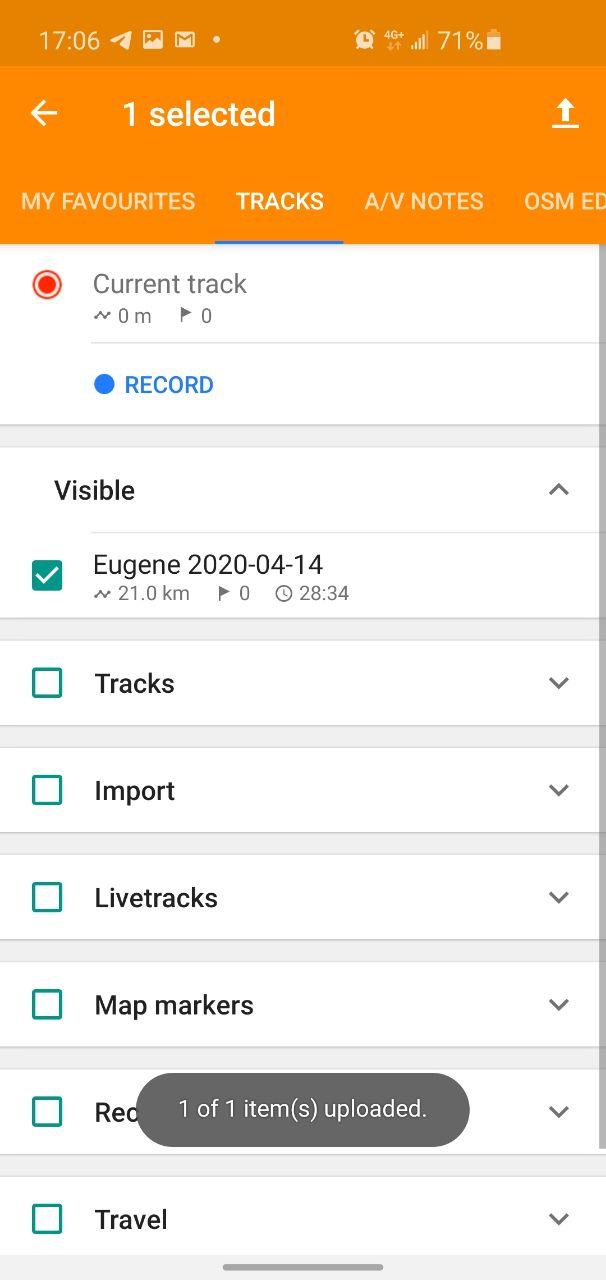 17:06 4G+ 71%
1 selected
MY FAVOURITES TRACKS A/V NOTES OSM ED
Current track
0 m 0
RECORD
Visible
Eugene 2020-04-14
21.0 km 0 28:34
Tracks
Import
Livetracks
Map markers
Rec
1 of 1 item(s) uploaded.
Travel